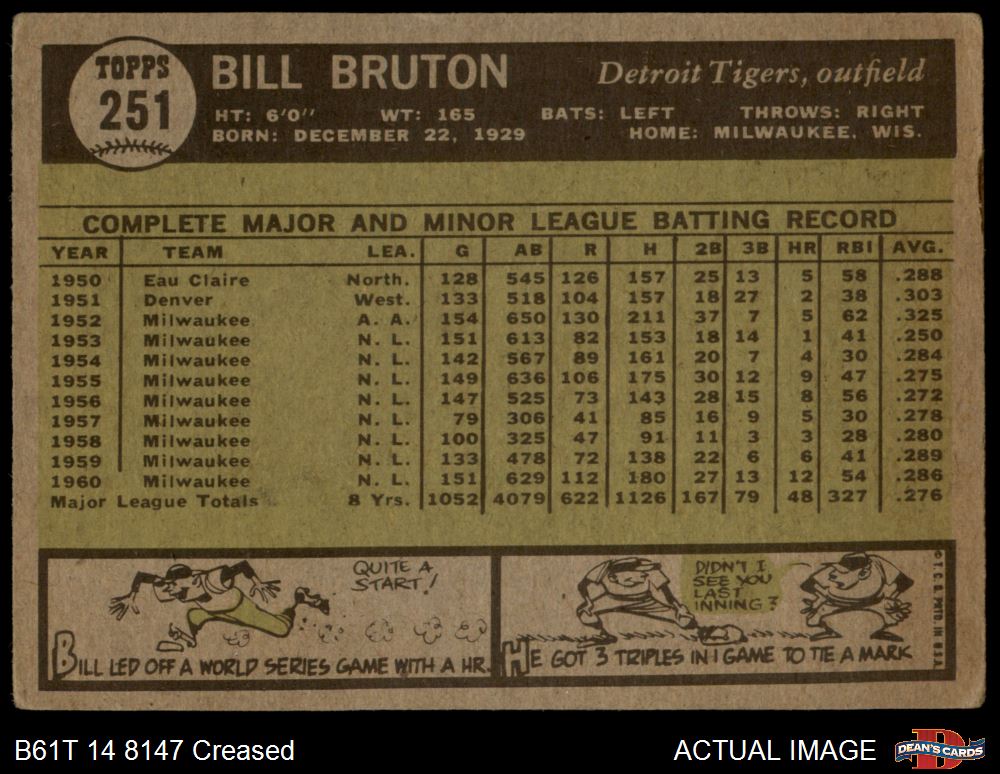 TOPPS
251
BILL BRUTON
Detroit Tigers, outfield
HT: 6'0" WT: 165 BATS: LEFT THROWS: RIGHT
BORN: DECEMBER 22, 1929 HOME: MILWAUKEE, WIS.
COMPLETE MAJOR AND MINOR LEAGUE BATTING RECORD
YEAR TEAM LEA. G AB R H 2B 3B HR RBI AVG.
1950 Eau Claire North. 128 545 126 157 25 13 5 58 .288
1951 Denver West. 133 518 104 157 18 27 2 38 .303
1952 Milwaukee A. A. 154 650 130 211 37 7 5 62 .325
1953 Milwaukee N. L. 151 613 82 153 18 14 1 41 .250
1954 Milwaukee N. L. 142 567 89 161 20 7 4 30 .284
1955 Milwaukee N. L. 149 636 106 175 30 12 9 47 .275
1956 Milwaukee N. L. 147 525 73 143 28 15 8 56 .272
1957 Milwaukee N. L. 79 306 41 85 16 9 5 30 .278
1958 Milwaukee N. L. 100 325 47 91 11 3 3 28 .280
1959 Milwaukee N. L. 133 478 72 138 22 6 6 41 .289
1960 Milwaukee N. L. 151 629 112 180 27 13 12 54 .286
Major League Totals 8 Yrs. 1052 4079 622 1126 167 79 48 327 .276
QUITE A
START!
BILL LED OFF A WORLD SERIES GAME WITH A HR.
DIDN'T I
SEE YOU
LAST
INNING?
HE GOT 3 TRIPLES IN 1 GAME TO TIE A MARK
© T.C.G. PRTD. IN U.S.A.
B61T 14 8147 Creased
ACTUAL IMAGE
DEAN'S CARDS